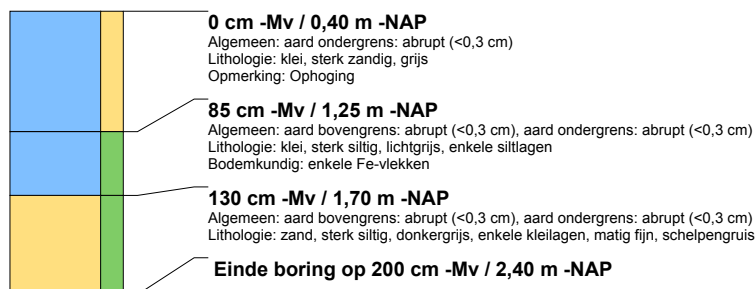 0 cm -Mv / 0,40 m -NAP
Algemeen: aard ondergrens: abrupt (<0,3 cm)
Lithologie: klei, sterk zandig, grijs
Opmerking: Ophoging
85 cm -Mv / 1,25 m -NAP
Algemeen: aard bovengrens: abrupt (<0,3 cm), aard ondergrens: abrupt (<0,3 cm)
Lithologie: klei, sterk siltig, lichtgrijs, enkele siltlagen
Bodemkundig: enkele Fe-vlekken
130 cm -Mv / 1,70 m -NAP
Algemeen: aard bovengrens: abrupt (<0,3 cm), aard ondergrens: abrupt (<0,3 cm)
Lithologie: zand, sterk siltig, donkergrijs, enkele kleilagen, matig fijn, schelpengruis
Einde boring op 200 cm -Mv / 2,40 m -NAP